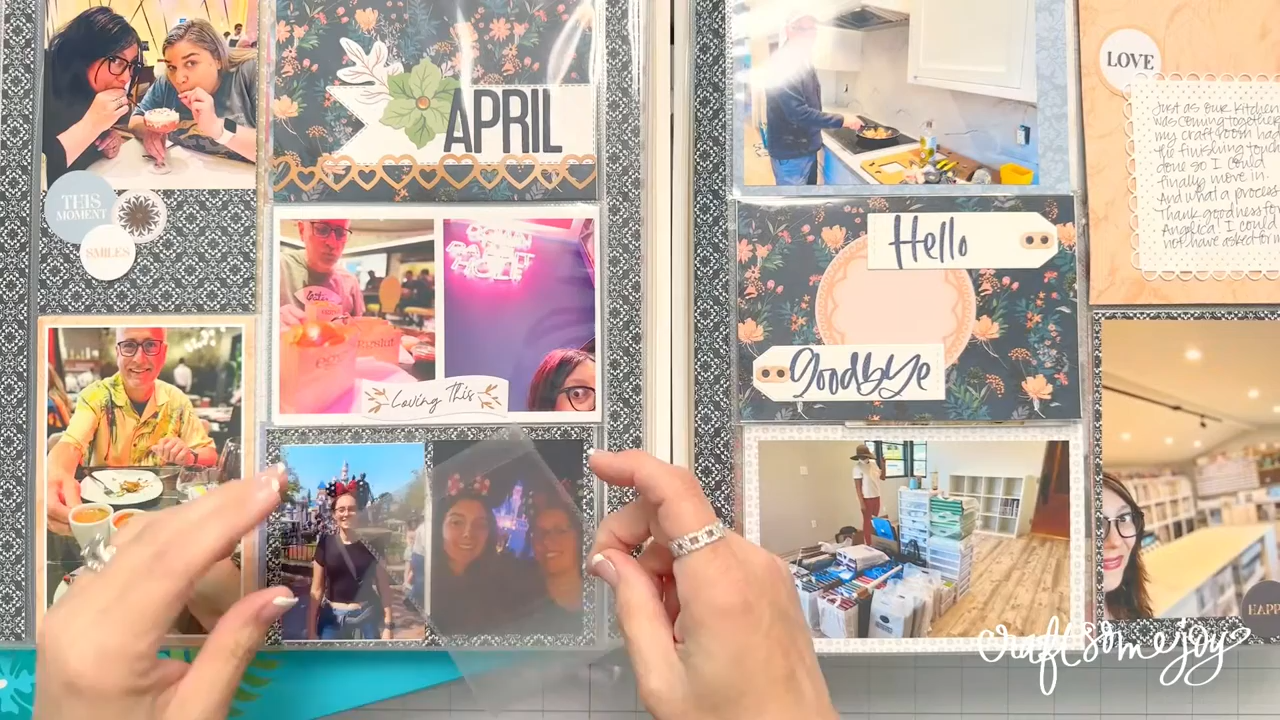 APRIL
THIS
MOMENT
SMILES
Loving this
Hello
Goodbye
LOVE
Just as our kitchen
was coming together
my craft room had
the finishing touch
done so I could
finally move in.
And what a process
Thank goodness for
Angelica! I could
not have asked for
HAPP
craftsomejoy